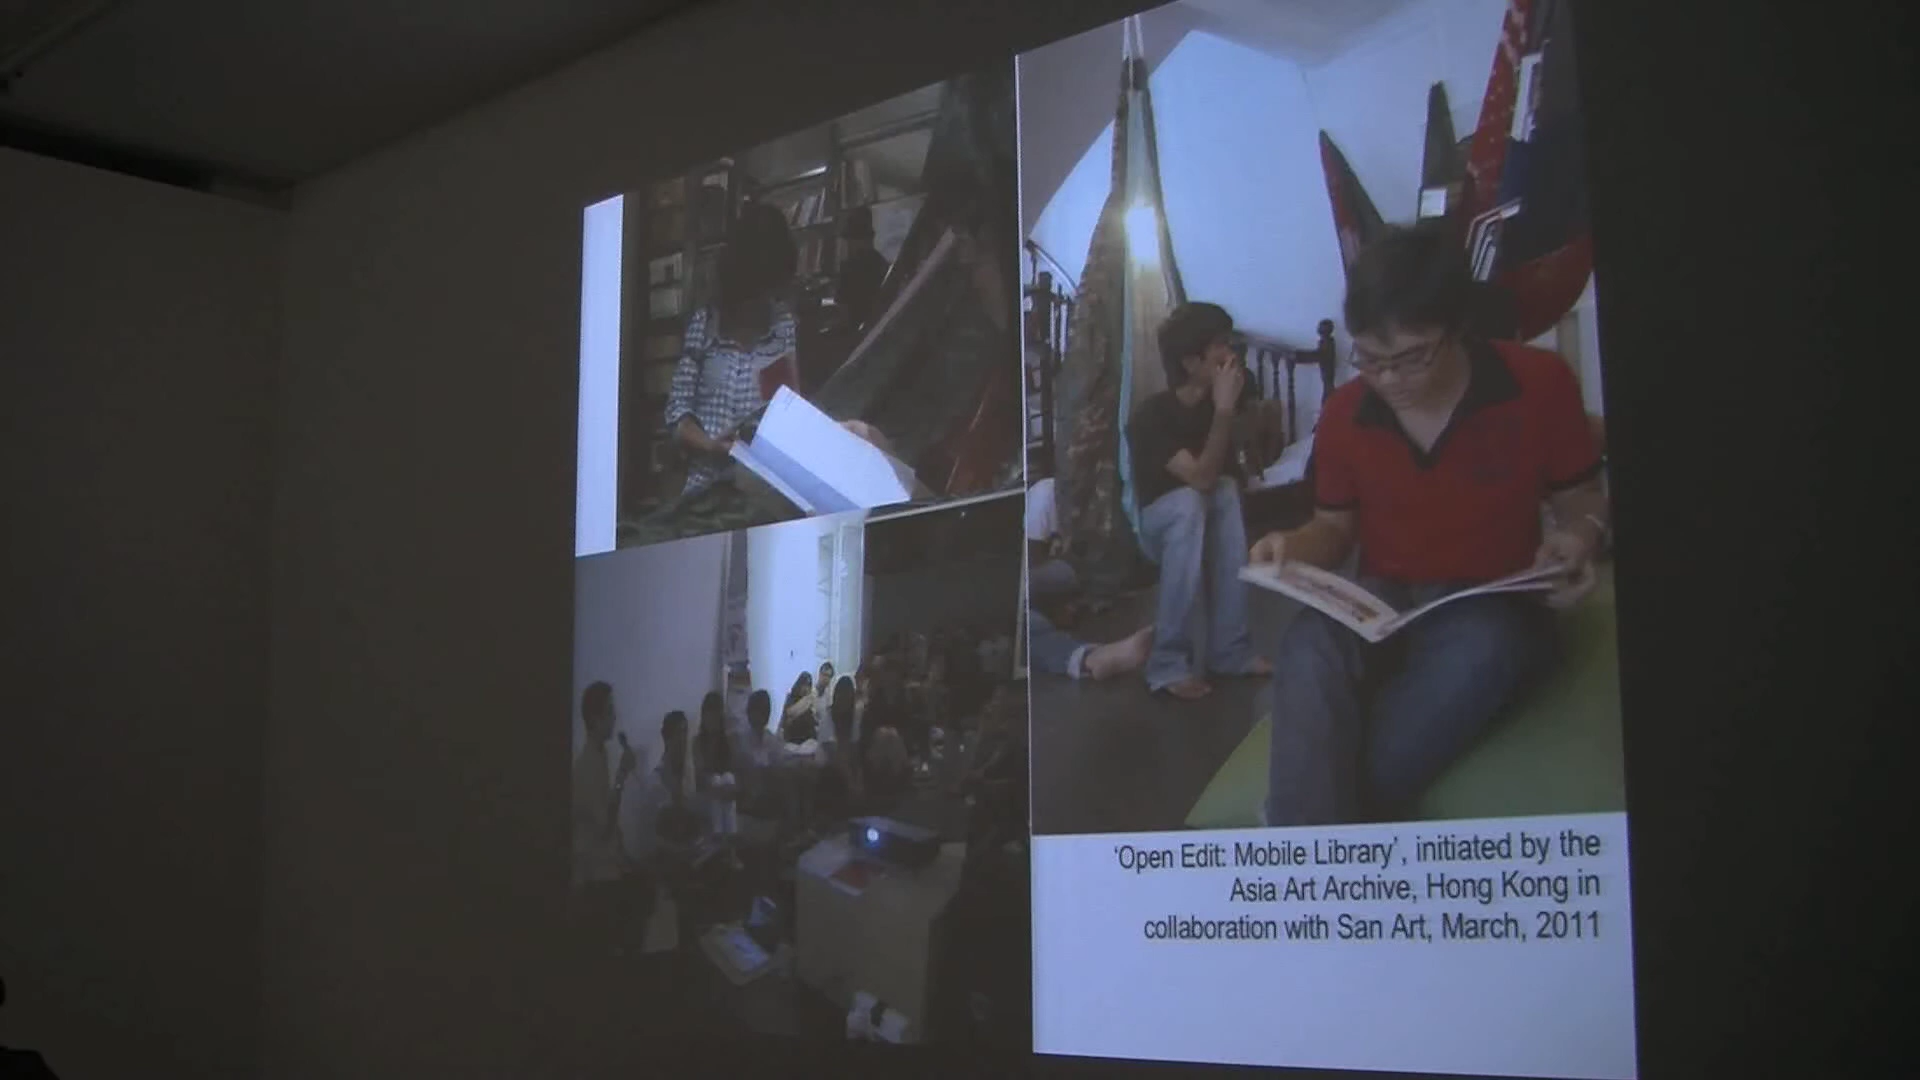 ‘Open Edit: Mobile Library’, initiated by the
Asia Art Archive, Hong Kong in
collaboration with San Art, March, 2011